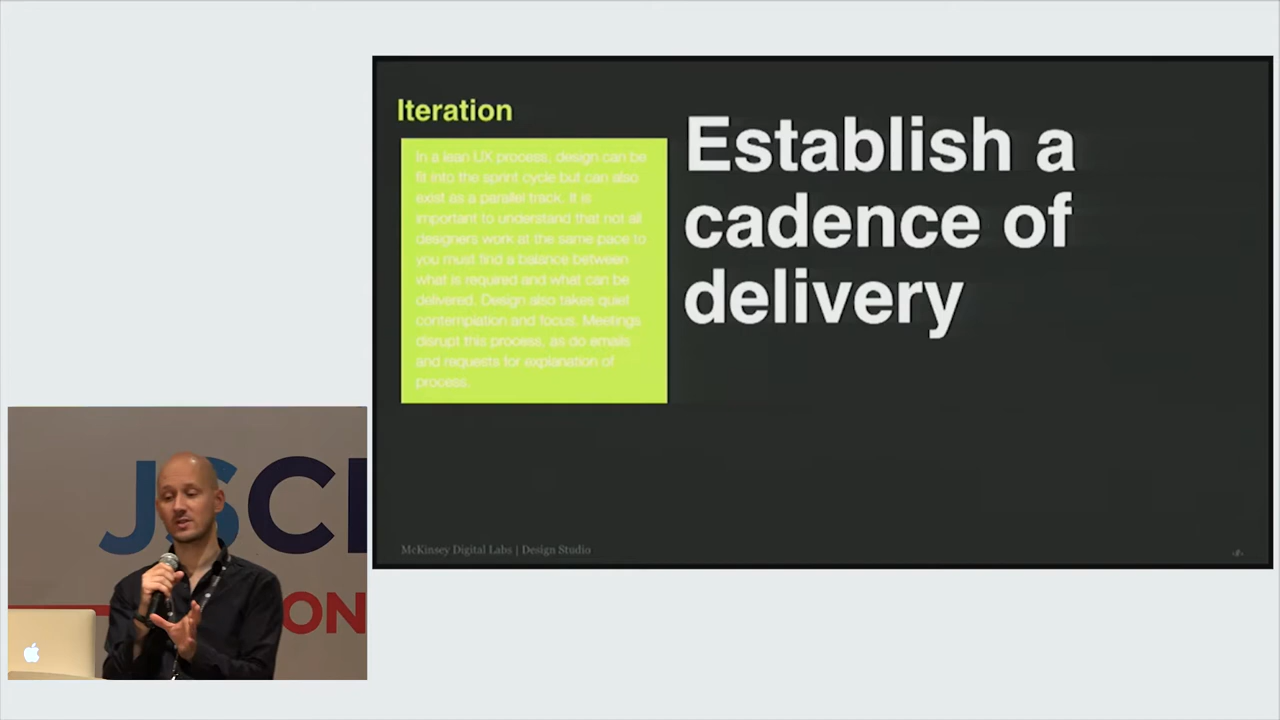 Iteration
In a lean UX process, design can be
fit into the sprint cycle but can also
exist as a parallel track. It is
important to understand that not all
designers work at the same pace to
you must find a balance between
what is required and what can be
delivered. Design also takes quiet
contemplation and focus. Meetings
disrupt this process, as do emails
and requests for explanation of
process.
Establish a
cadence of
delivery
McKinsey Digital Labs | Design Studio
JSC
ON